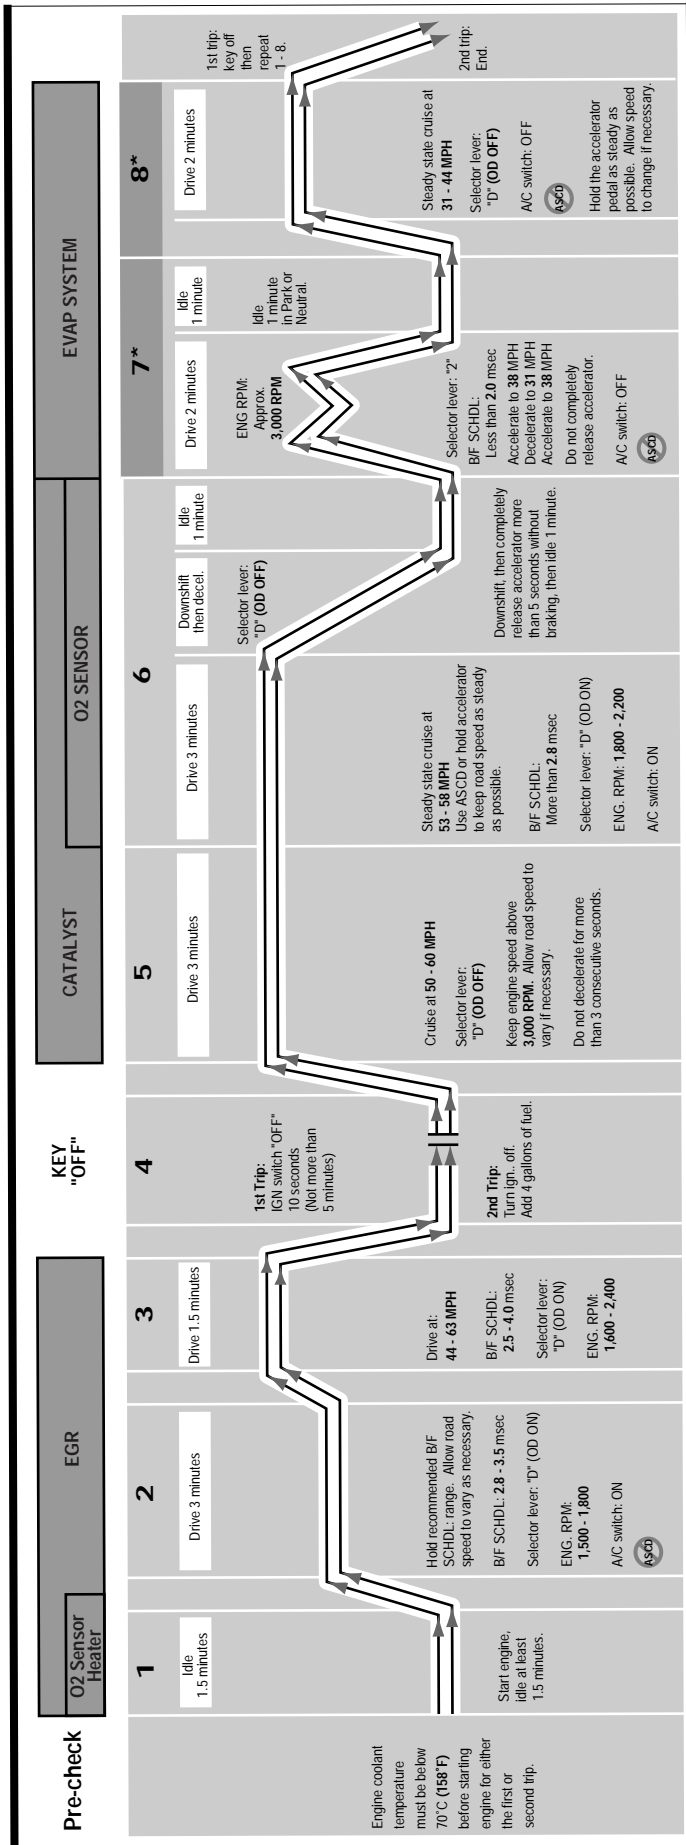 Pre-check
Engine coolant
temperature
must be below
70˚C (158˚F)
before starting
engine for either
the first or
second trip.
EGR
O2 Sensor
Heater
1
Idle
1.5 minutes
Start engine,
idle at least
1.5 minutes.
2
Drive 3 minutes
Hold recommended B/F
SCHDL: range. Allow road
speed to vary as necessary.
B/F SCHDL: 2.8 - 3.5 msec
Selector lever: "D" (OD ON)
ENG. RPM:
1,500 - 1,800
A/C switch: ON
ASCD
3
Drive 1.5 minutes
Drive at:
44 - 63 MPH
B/F SCHDL:
2.5 - 4.0 msec
Selector lever:
"D" (OD ON)
ENG. RPM:
1,600 - 2,400
KEY
"OFF"
4
1st Trip:
IGN switch "OFF"
10 seconds
(Not more than
5 minutes)
2nd Trip:
Turn ign.. off.
Add 4 gallons of fuel.
CATALYST
5
Drive 3 minutes
Cruise at 50 - 60 MPH
Selector lever:
"D" (OD OFF)
Keep engine speed above
3,000 RPM. Allow road speed to
vary if necessary.
Do not decelerate for more
than 3 consecutive seconds.
O2 SENSOR
6
Drive 3 minutes
Steady state cruise at
53 - 58 MPH
Use ASCD or hold accelerator
to keep road speed as steady
as possible.
B/F SCHDL:
More than 2.8 msec
Selector lever: "D" (OD ON)
ENG. RPM: 1,800 - 2,200
A/C switch: ON
Downshift
then decel.
Selector lever:
"D" (OD OFF)
Idle
1 minute
Downshift, then completely
release accelerator more
than 5 seconds without
braking, then idle 1 minute.
EVAP SYSTEM
7*
Drive 2 minutes
ENG RPM:
Approx.
3,000 RPM
Selector lever: "2"
B/F SCHDL:
Less than 2.0 msec
Accelerate to 38 MPH
Decelerate to 31 MPH
Accelerate to 38 MPH
Do not completely
release accelerator.
A/C switch: OFF
ASCD
Idle
1 minute
Idle
1 minute
in Park or
Neutral.
8*
Drive 2 minutes
Steady state cruise at
31 - 44 MPH
Selector lever:
"D" (OD OFF)
A/C switch: OFF
ASCD
Hold the accelerator
pedal as steady as
possible. Allow speed
to change if necessary.
1st trip:
key off
then
repeat
1 - 8.
2nd trip:
End.